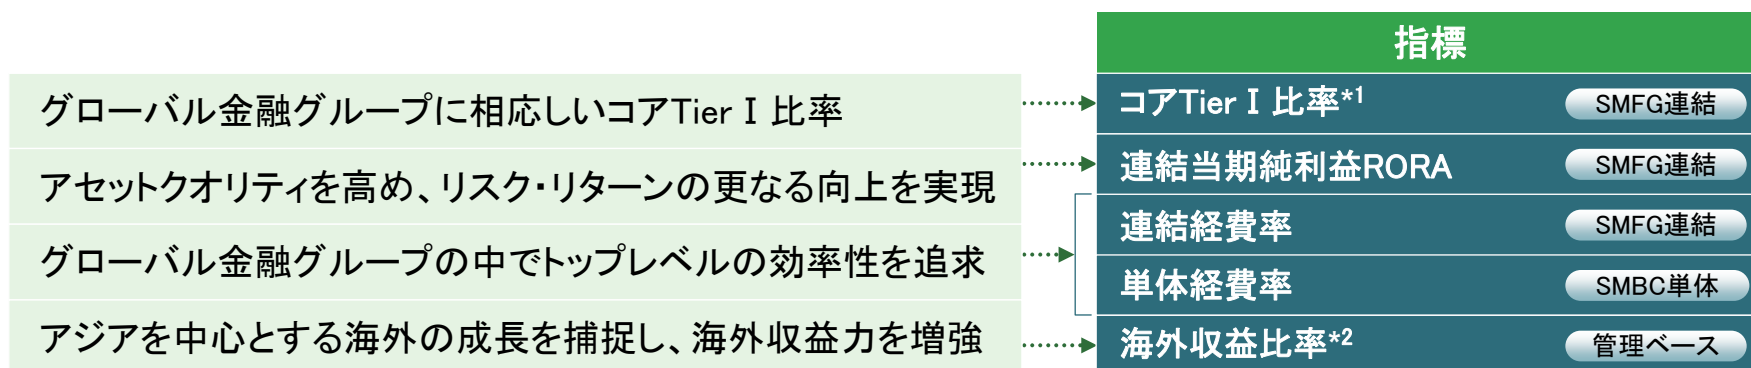 指標
グローバル金融グループに相応しいコアTier Ⅰ 比率
コアTier Ⅰ 比率*1 SMFG連結
アセットクオリティを高め、リスク・リターンの更なる向上を実現
連結当期純利益RORA SMFG連結
グローバル金融グループの中でトップレベルの効率性を追求
連結経費率 SMFG連結
単体経費率 SMBC単体
アジアを中心とする海外の成長を捕捉し、海外収益力を増強
海外収益比率*2 管理ベース